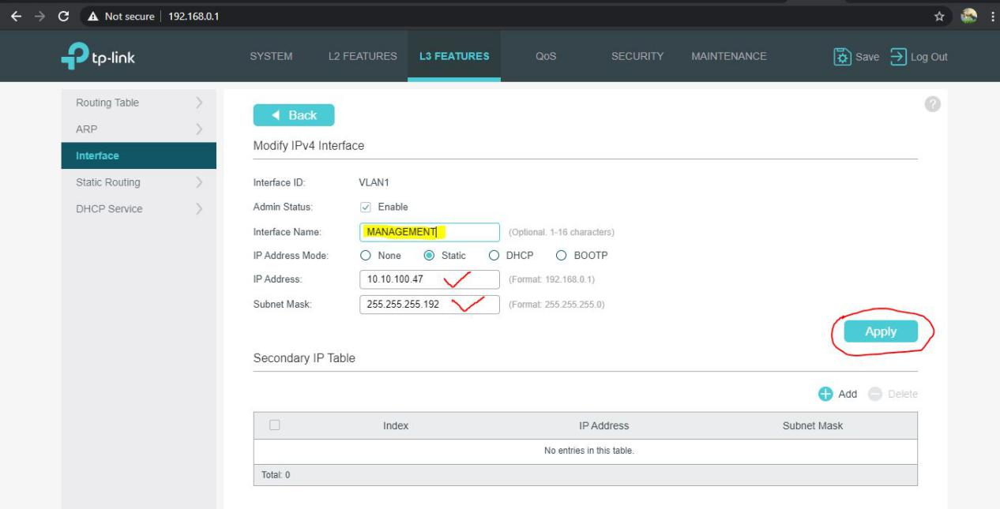 Not secure 192.168.0.1
tp-link SYSTEM L2 FEATURES L3 FEATURES QoS SECURITY MAINTENANCE Save Log Out
Routing Table
ARP
Interface
Static Routing
DHCP Service
Back
?
Modify IPv4 Interface
Interface ID: VLAN1
Admin Status: Enable
Interface Name: MANAGEMENT (Optional. 1-16 characters)
IP Address Mode: None Static DHCP BOOTP
IP Address: 10.10.100.47 (Format: 192.168.0.1)
Subnet Mask: 255.255.255.192 (Format: 255.255.255.0)
Apply
Secondary IP Table
Add Delete
Index IP Address Subnet Mask
No entries in this table.
Total: 0